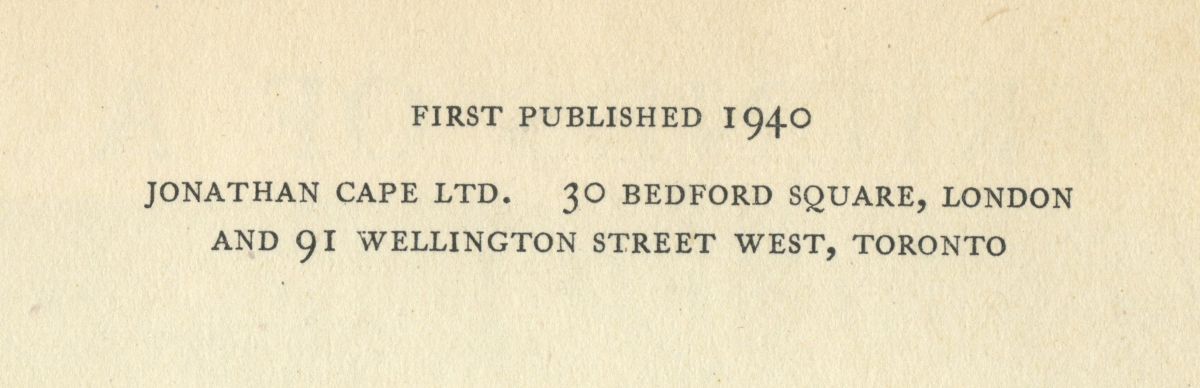 FIRST PUBLISHED 1940
JONATHAN CAPE LTD. 30 BEDFORD SQUARE, LONDON
AND 91 WELLINGTON STREET WEST, TORONTO